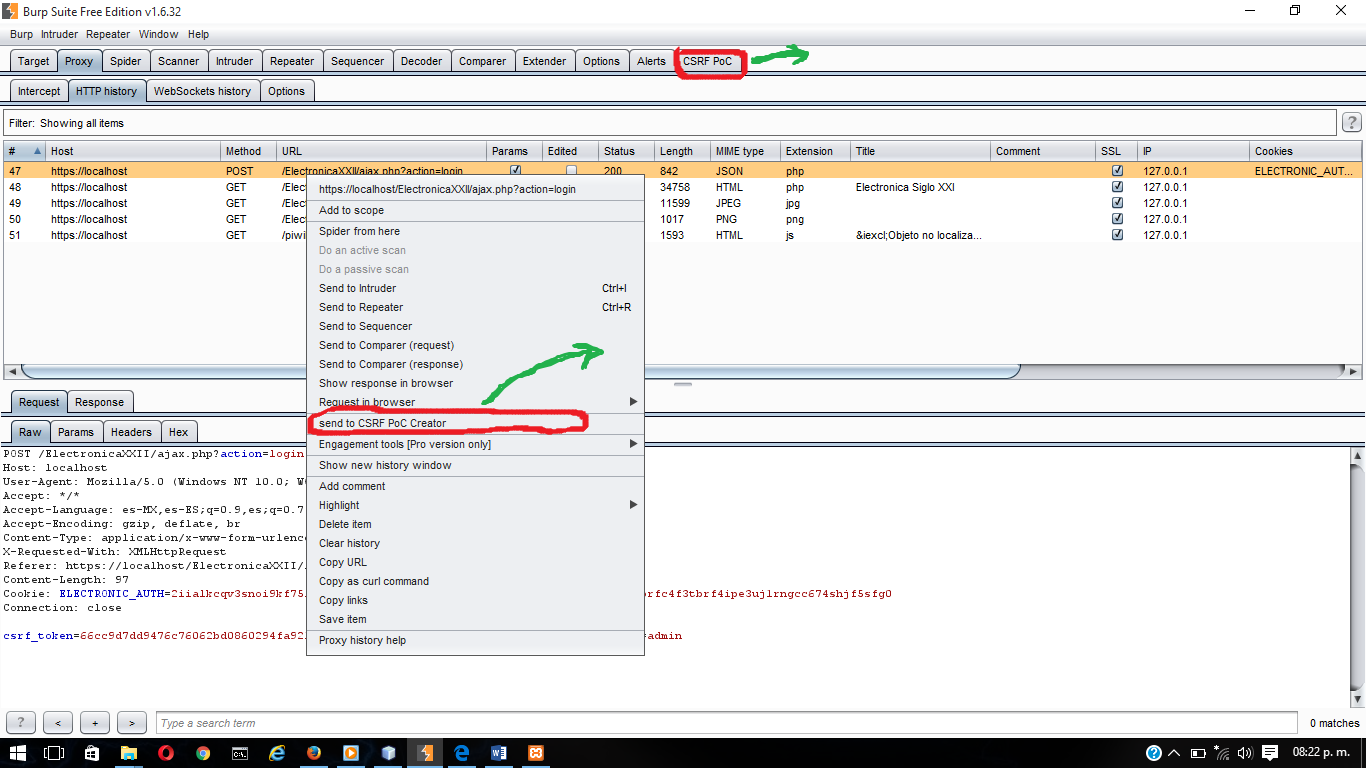 Burp Suite Free Edition v1.6.32
Burp Intruder Repeater Window Help
Target Proxy Spider Scanner Intruder Repeater Sequencer Decoder Comparer Extender Options Alerts CSRF PoC
Intercept HTTP history WebSockets history Options
Filter: Showing all items ?
# Host Method URL Params Edited Status Length MIME type Extension Title Comment SSL IP Cookies
47 https://localhost POST /ElectronicaXXII/ajax.php?action=login 200 842 JSON php 127.0.0.1 ELECTRONIC_AUT...
48 https://localhost GET /Elect 34758 HTML php Electronica Siglo XXI 127.0.0.1
49 https://localhost GET /Elect 11599 JPEG jpg 127.0.0.1
50 https://localhost GET /Elect 1017 PNG png 127.0.0.1
51 https://localhost GET /piwi 1593 HTML js &iexcl;Objeto no localiza... 127.0.0.1
https://localhost/ElectronicaXXII/ajax.php?action=login
Add to scope
Spider from here
Do an active scan
Do a passive scan
Send to Intruder Ctrl+I
Send to Repeater Ctrl+R
Send to Sequencer
Send to Comparer (request)
Send to Comparer (response)
Show response in browser
Request in browser
send to CSRF PoC Creator
Engagement tools [Pro version only]
Show new history window
Add comment
Highlight
Delete item
Clear history
Copy URL
Copy as curl command
Copy links
Save item
Proxy history help
Request Response
Raw Params Headers Hex
POST /ElectronicaXXII/ajax.php?action=login
Host: localhost
User-Agent: Mozilla/5.0 (Windows NT 10.0;
Accept: */*
Accept-Language: es-MX,es-ES;q=0.9,es;q=0.7
Accept-Encoding: gzip, deflate, br
Content-Type: application/x-www-form-urlenc
X-Requested-With: XMLHttpRequest
Referer: https://localhost/ElectronicaXXII/
Content-Length: 97
Cookie: ELECTRONIC_AUTH=2iialkcqv3snoi9kf75 rfc4f3tbrf4ipe3ujlrngcc674shjf5sfg0
Connection: close
csrf_token=66cc9d7dd9476c76062bd0860294fa92 =admin
? < + > Type a search term 0 matches
08:22 p. m.